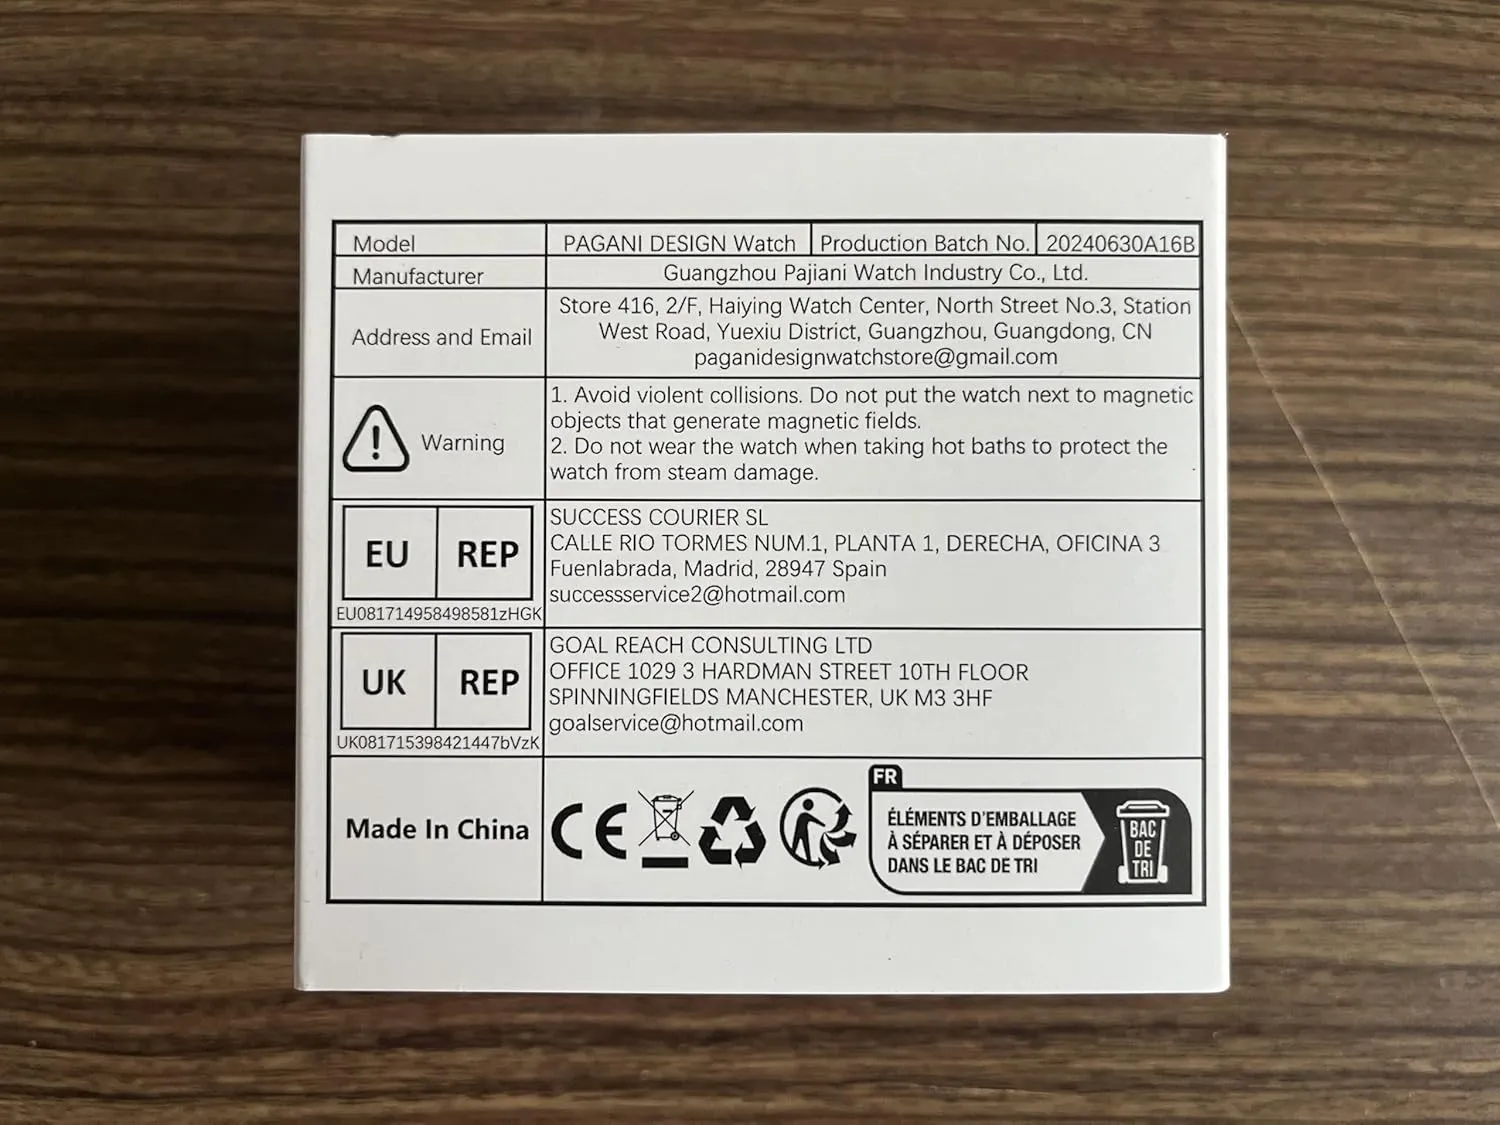 Model PAGANI DESIGN Watch Production Batch No. 20240630A16B
Manufacturer Guangzhou Pajiani Watch Industry Co., Ltd.
Address and Email
Store 416, 2/F, Haiying Watch Center, North Street No.3, Station
West Road, Yuexiu District, Guangzhou, Guangdong, CN
paganidesignwatchstore@gmail.com
Warning
1. Avoid violent collisions. Do not put the watch next to magnetic
objects that generate magnetic fields.
2. Do not wear the watch when taking hot baths to protect the
watch from steam damage.
EU REP
EU081714958498581zHGK
SUCCESS COURIER SL
CALLE RIO TORMES NUM.1, PLANTA 1, DERECHA, OFICINA 3
Fuenlabrada, Madrid, 28947 Spain
successservice2@hotmail.com
UK REP
UK081715398421447bVzK
GOAL REACH CONSULTING LTD
OFFICE 1029 3 HARDMAN STREET 10TH FLOOR
SPINNINGFIELDS MANCHESTER, UK M3 3HF
goalservice@hotmail.com
Made In China
CE
FR
ÉLÉMENTS D'EMBALLAGE
À SÉPARER ET À DÉPOSER
DANS LE BAC DE TRI
BAC
DE
TRI